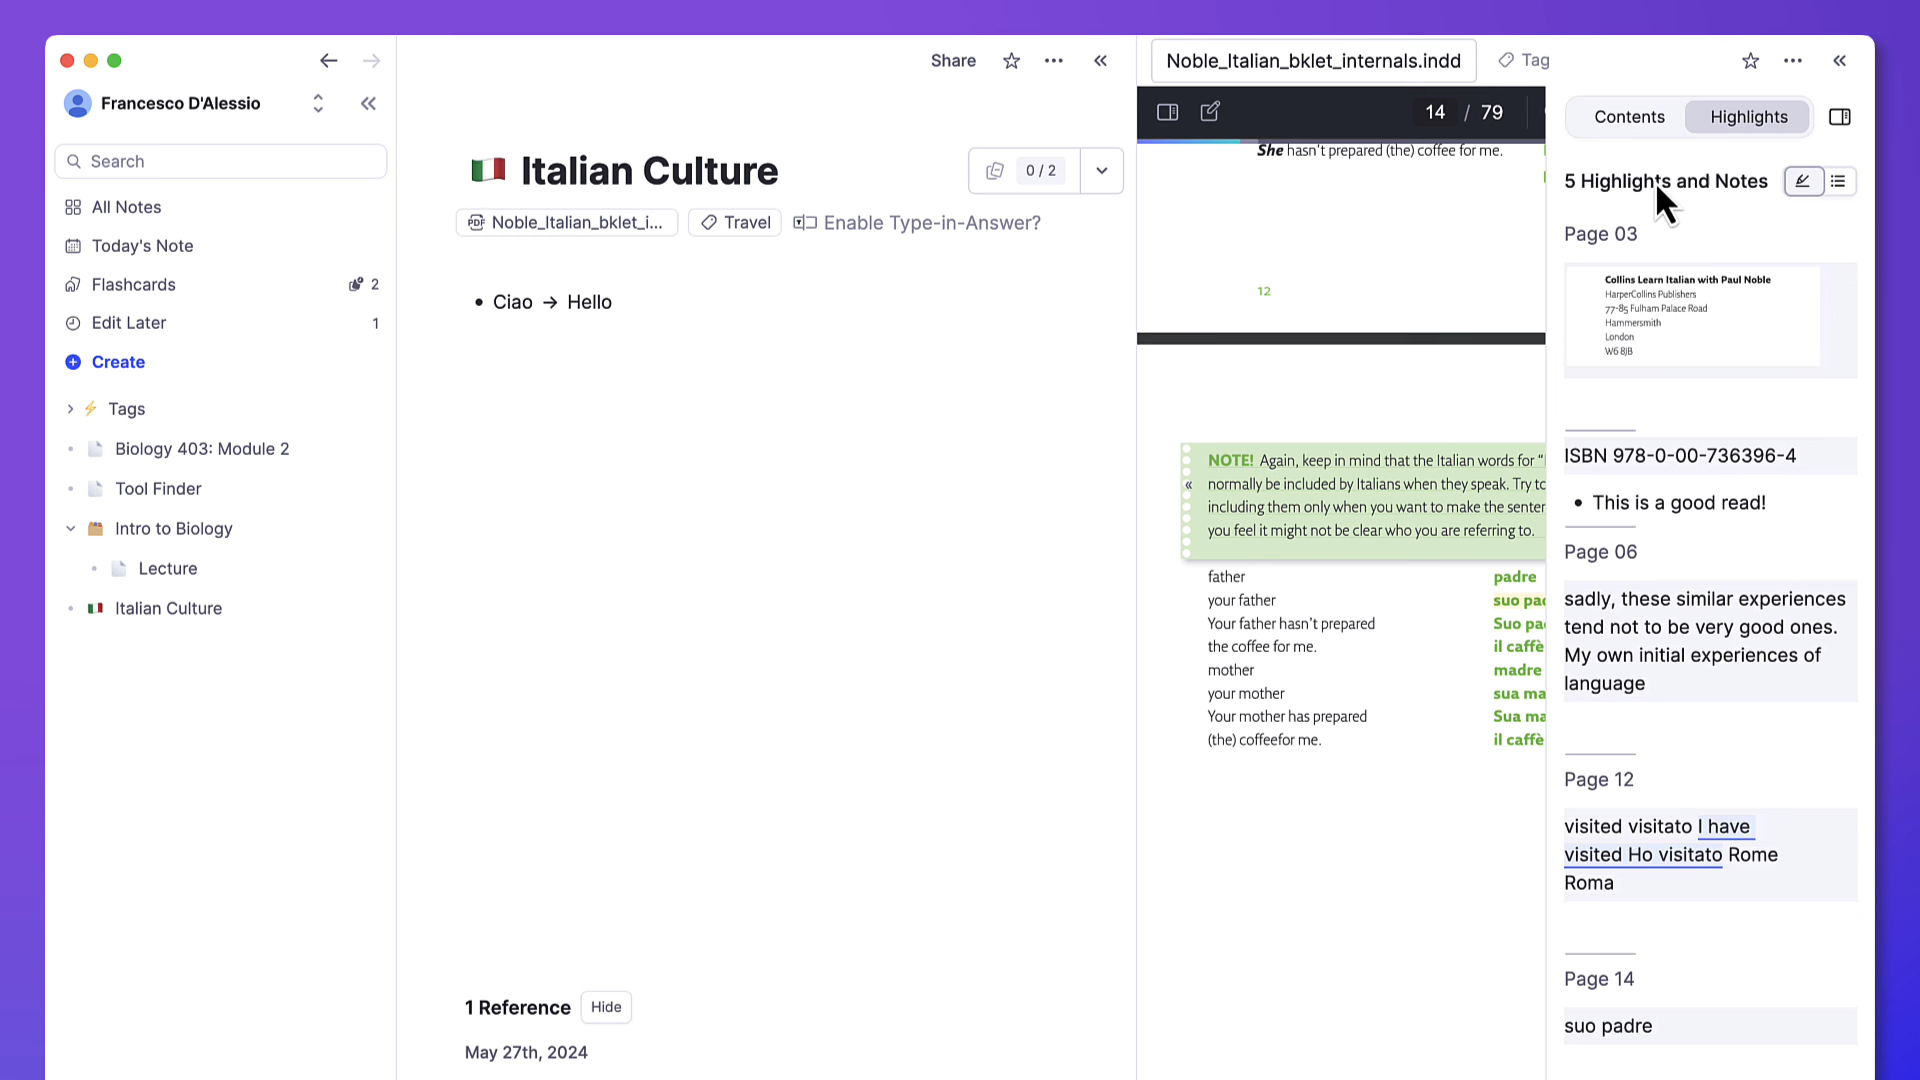 Francesco D'Alessio
Search
All Notes
Today's Note
Flashcards
2
Edit Later
1
Create
Tags
Biology 403: Module 2
Tool Finder
Intro to Biology
Lecture
Italian Culture
Share
Italian Culture
0 / 2
PDF Noble_Italian_bklet_i...
Travel
Enable Type-in-Answer?
Ciao → Hello
1 Reference
Hide
May 27th, 2024
Noble_Italian_bklet_internals.indd
Tag
14 / 79
She hasn't prepared (the) coffee for me.
12
NOTE! Again, keep in mind that the Italian words for “
normally be included by Italians when they speak. Try to
including them only when you want to make the senten
you feel it might not be clear who you are referring to.
father padre
your father suo pad
Your father hasn't prepared Suo pa
the coffee for me. il caffè
mother madre
your mother sua ma
Your mother has prepared Sua ma
(the) coffeefor me. il caffè
Contents
Highlights
5 Highlights and Notes
Page 03
Collins Learn Italian with Paul Noble
HarperCollins Publishers
77-85 Fulham Palace Road
Hammersmith
London
W6 8JB
ISBN 978-0-00-736396-4
This is a good read!
Page 06
sadly, these similar experiences
tend not to be very good ones.
My own initial experiences of
language
Page 12
visited visitato I have
visited Ho visitato Rome
Roma
Page 14
suo padre